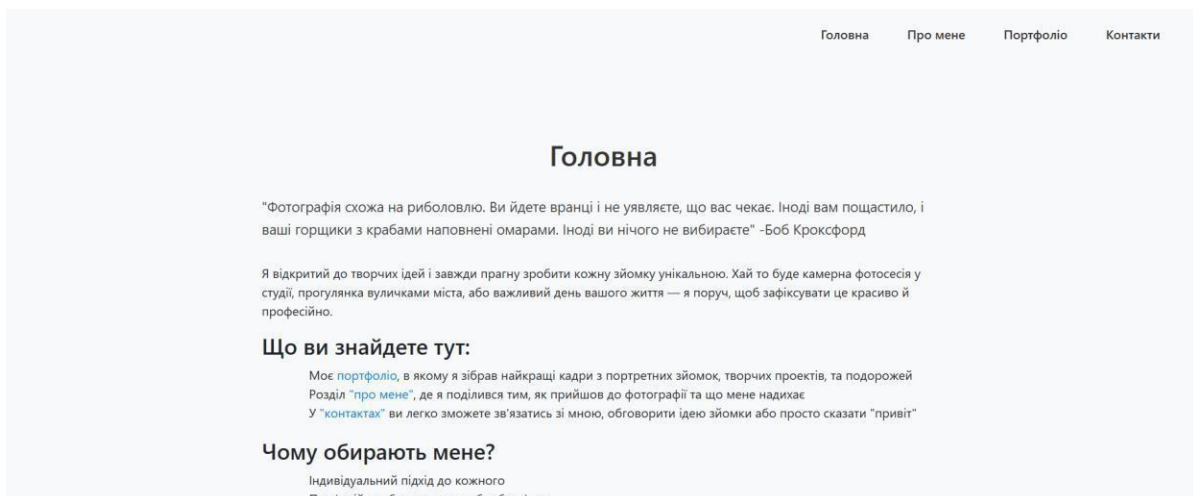 Головна Про мене Портфоліо Контакти
Головна
"Фотографія схожа на риболовлю. Ви йдете вранці і не уявляєте, що вас чекає. Іноді вам пощастило, і
ваші горщики з крабами наповнені омарами. Іноді ви нічого не вибираєте" -Боб Кроксфорд
Я відкритий до творчих ідей і завжди прагну зробити кожну зйомку унікальною. Хай то буде камерна фотосесія у
студії, прогулянка вуличками міста, або важливий день вашого життя — я поруч, щоб зафіксувати це красиво й
професійно.
Що ви знайдете тут:
Моє портфоліо, в якому я зібрав найкращі кадри з портретних зйомок, творчих проектів, та подорожей
Розділ "про мене", де я поділився тим, як прийшов до фотографії та що мене надихає
У "контактах" ви легко зможете зв'язатись зі мною, обговорити ідею зйомки або просто сказати "привіт"
Чому обирають мене?
Індивідуальний підхід до кожного